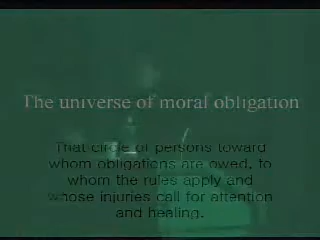 The universe of moral obligation
That circle of persons toward
whom obligations are owed, to
whom the rules apply and
whose injuries call for attention
and healing.